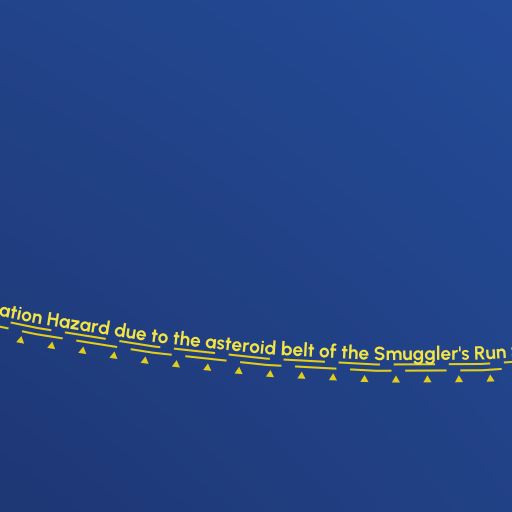 ation Hazard due to the asteroid belt of the Smuggler's Run